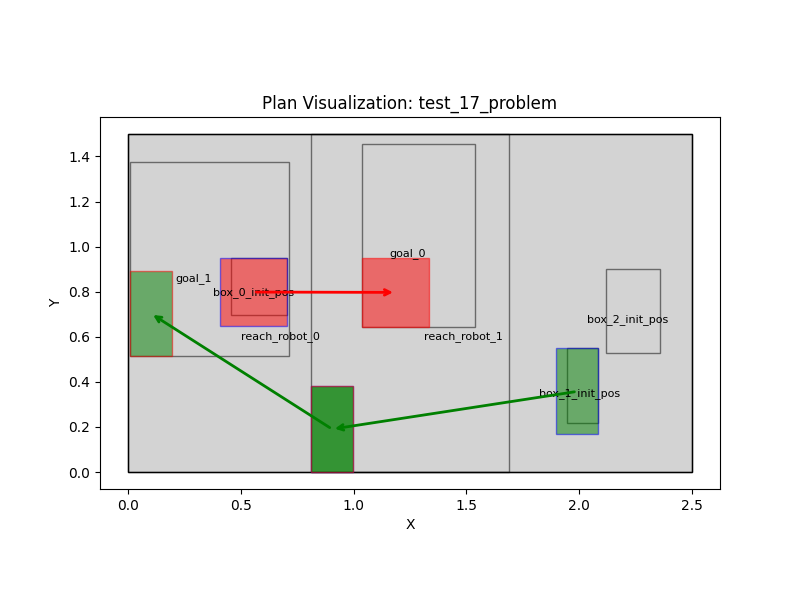 Plan Visualization: test_17_problem
1.4
1.2
1.0
0.8
0.6
0.4
0.2
0.0
Y
goal_0
goal_1
box_0_init_pos
box_2_init_pos
reach_robot_0
reach_robot_1
box_1_init_pos
0.0
0.5
1.0
1.5
2.0
2.5
X